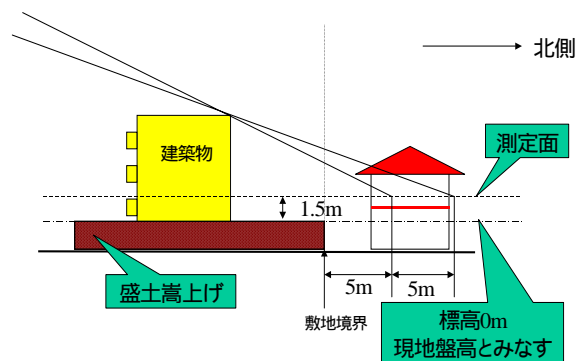 北側
建築物
測定面
1.5m
盛土嵩上げ
5m
5m
敷地境界
標高0m
現地盤高とみなす